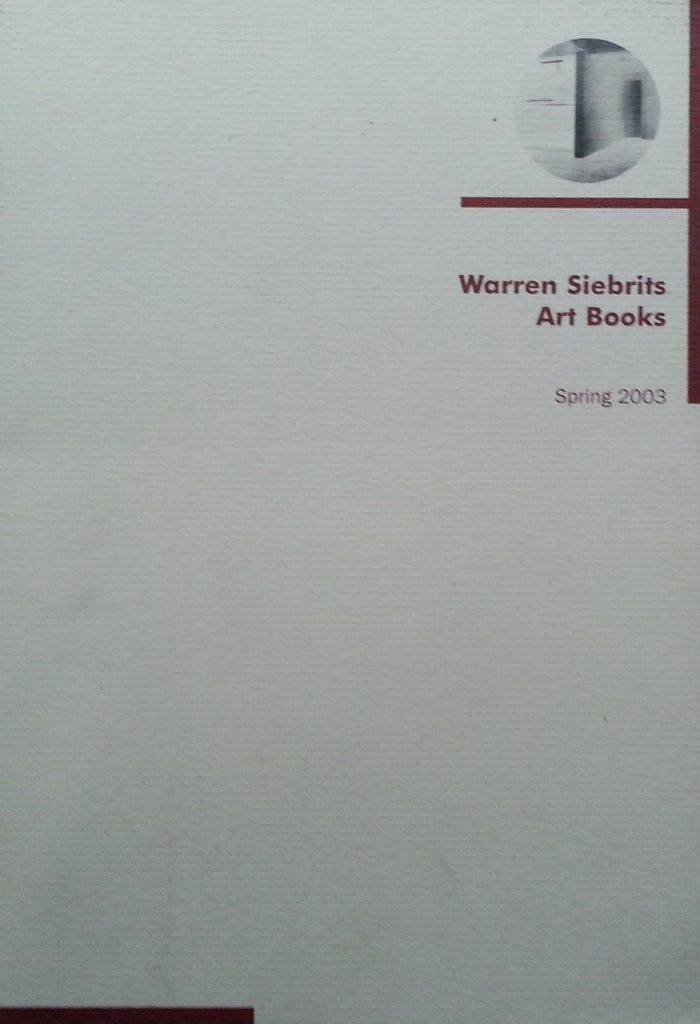 Warren Siebrits
Art Books
Spring 2003